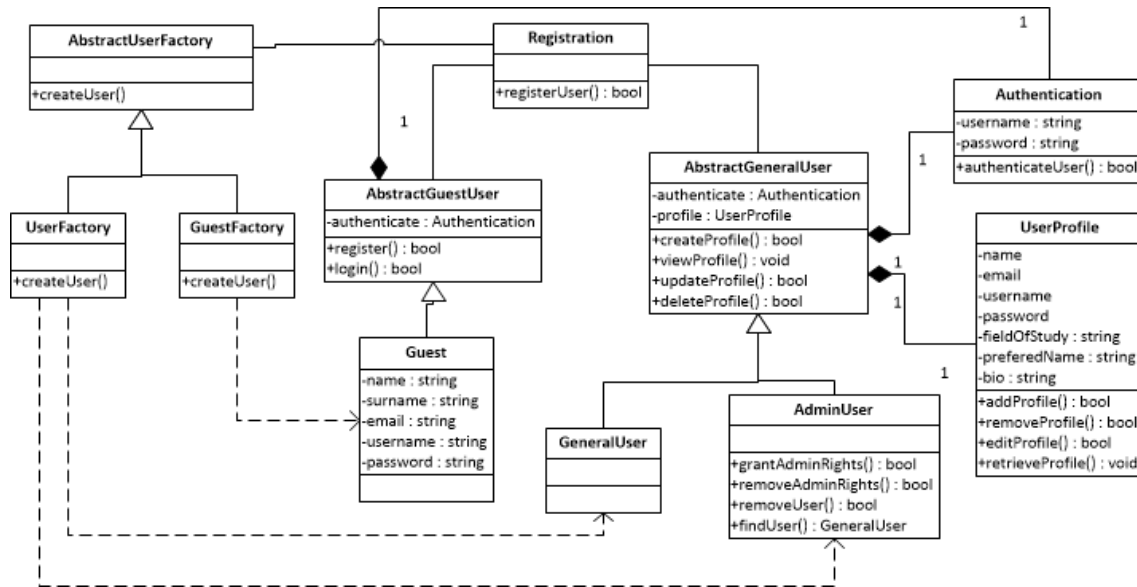 AbstractUserFactory
+createUser()
Registration
+registerUser() : bool
1
1
Authentication
-username : string
-password : string
+authenticateUser() : bool
AbstractGuestUser
-authenticate : Authentication
+register() : bool
+login() : bool
AbstractGeneralUser
-authenticate : Authentication
-profile : UserProfile
+createProfile() : bool
+viewProfile() : void
+updateProfile() : bool
+deleteProfile() : bool
1
1
1
1
UserFactory
+createUser()
GuestFactory
+createUser()
UserProfile
-name
-email
-username
-password
-fieldOfStudy : string
-preferedName : string
-bio : string
+addProfile() : bool
+removeProfile() : bool
+editProfile() : bool
+retrieveProfile() : void
Guest
-name : string
-surname : string
-email : string
-username : string
-password : string
GeneralUser
AdminUser
+grantAdminRights() : bool
+removeAdminRights() : bool
+removeUser() : bool
+findUser() : GeneralUser